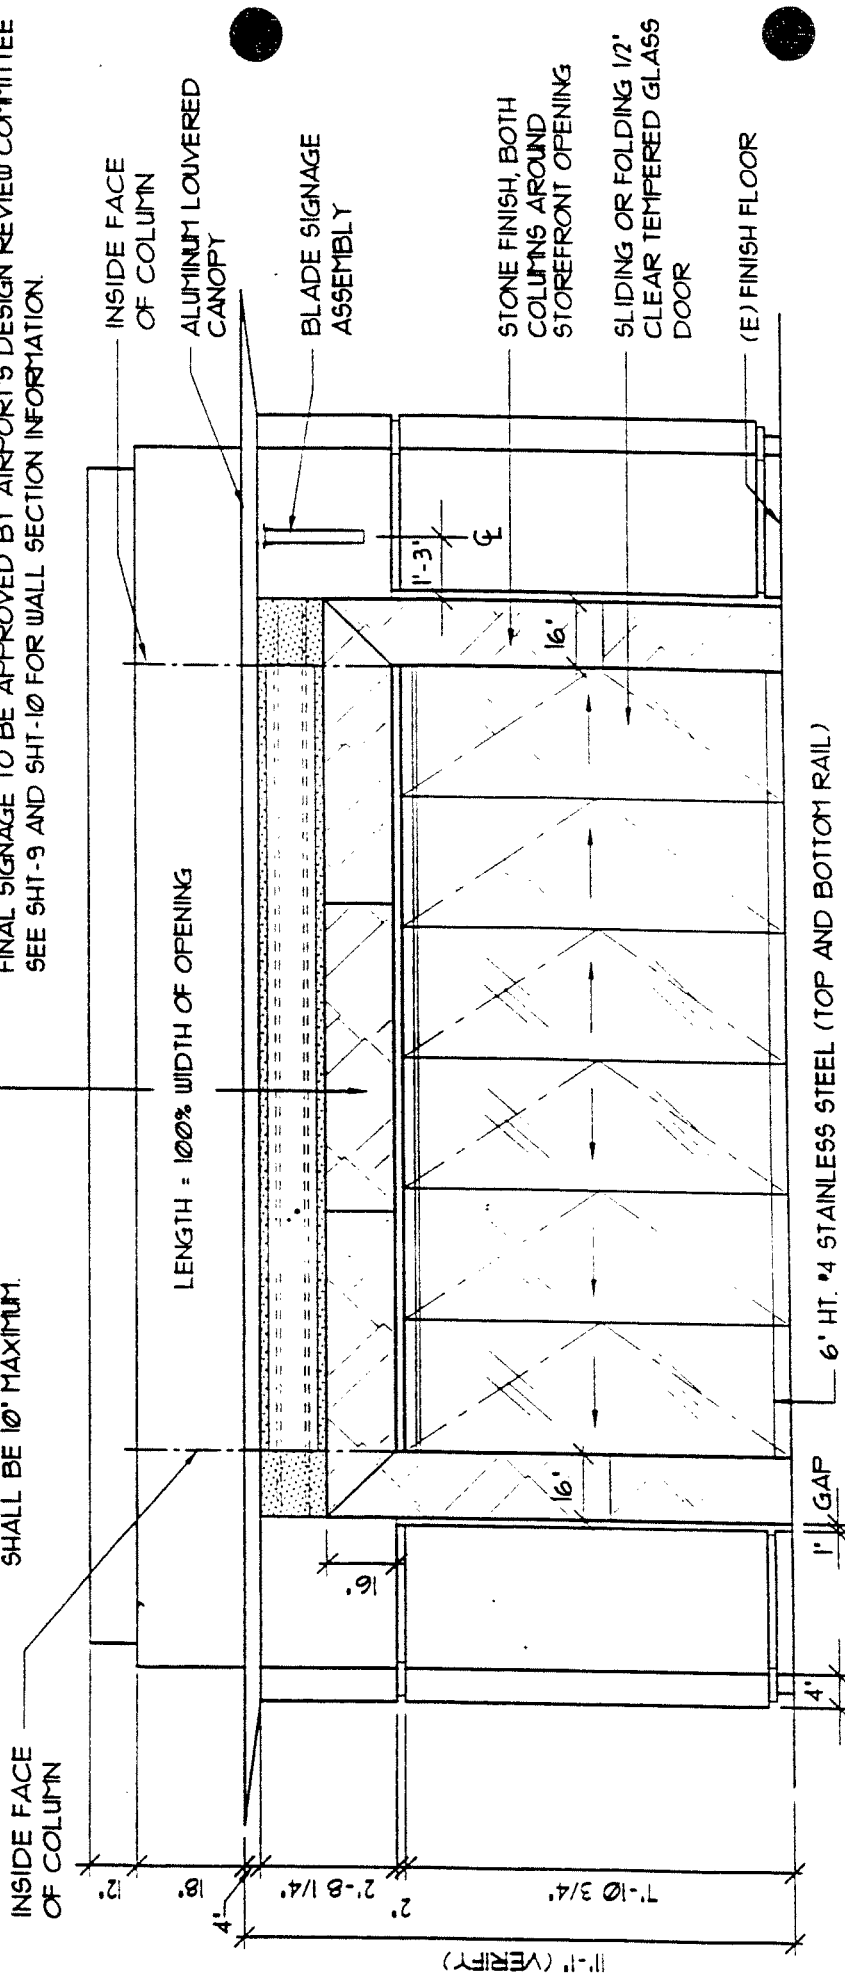 FINAL SIGNAGE TO BE APPROVED BY AIRPORT'S DESIGN REVIEW COMMITTEE
SEE SHT-9 AND SHT-10 FOR WALL SECTION INFORMATION.
SHALL BE 10" MAXIMUM.
INSIDE FACE
OF COLUMN
INSIDE FACE
OF COLUMN
ALUMINUM LOUVERED
CANOPY
BLADE SIGNAGE
ASSEMBLY
STONE FINISH, BOTH
COLUMNS AROUND
STOREFRONT OPENING
SLIDING OR FOLDING 1/2"
CLEAR TEMPERED GLASS
DOOR
(E) FINISH FLOOR
LENGTH = 100% WIDTH OF OPENING
12"
18"
4"
2'-8 1/4"
2"
7'-10 3/4"
11'-1" (VERIFY)
16"
16"
16"
1'-3"
℄
4"
1" GAP
6" HT. #4 STAINLESS STEEL (TOP AND BOTTOM RAIL)